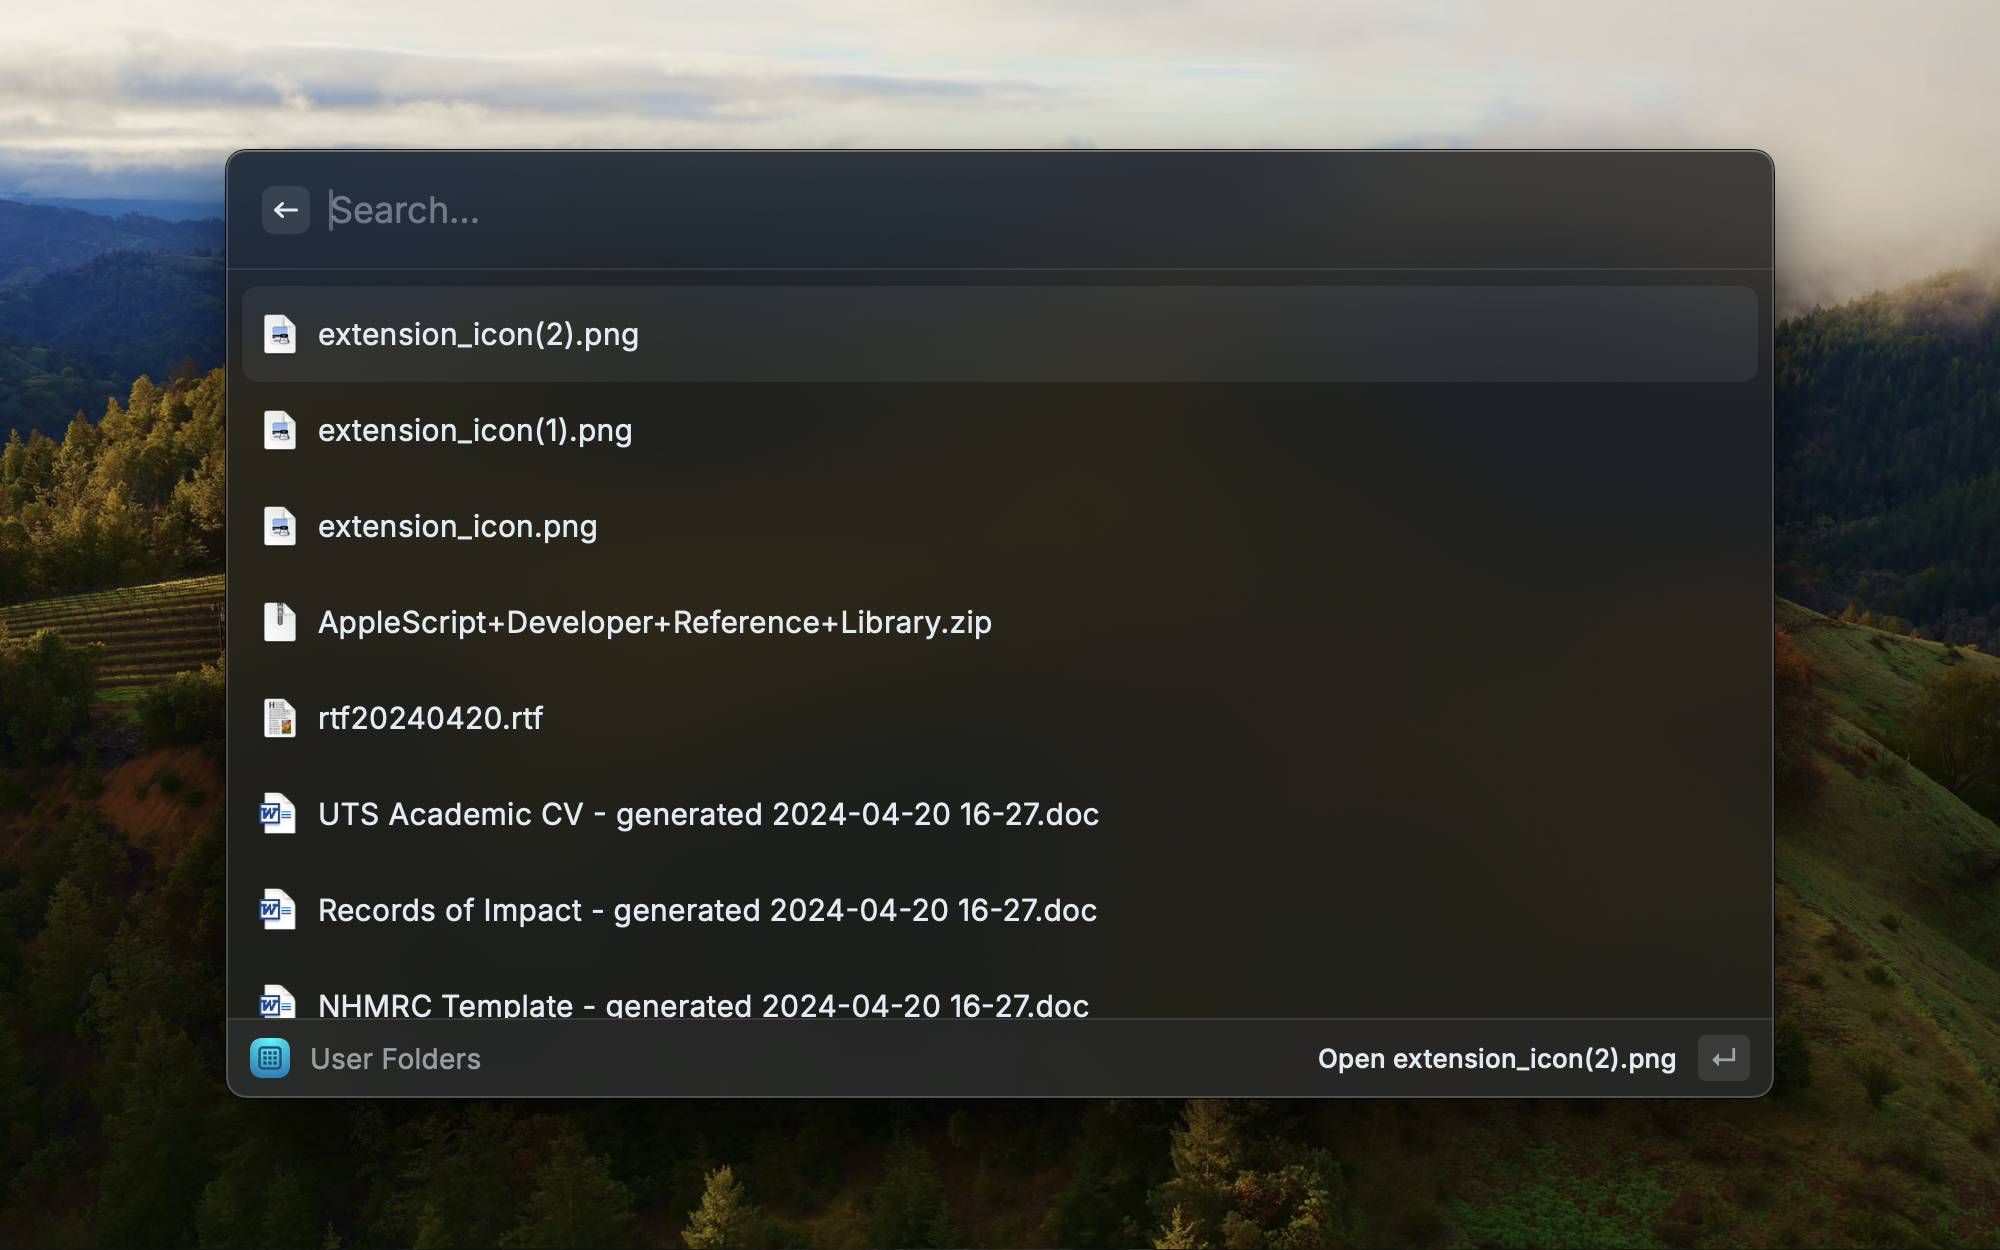 Search...
extension_icon(2).png
extension_icon(1).png
extension_icon.png
AppleScript+Developer+Reference+Library.zip
rtf20240420.rtf
UTS Academic CV - generated 2024-04-20 16-27.doc
Records of Impact - generated 2024-04-20 16-27.doc
NHMRC Template - generated 2024-04-20 16-27.doc
User Folders
Open extension_icon(2).png